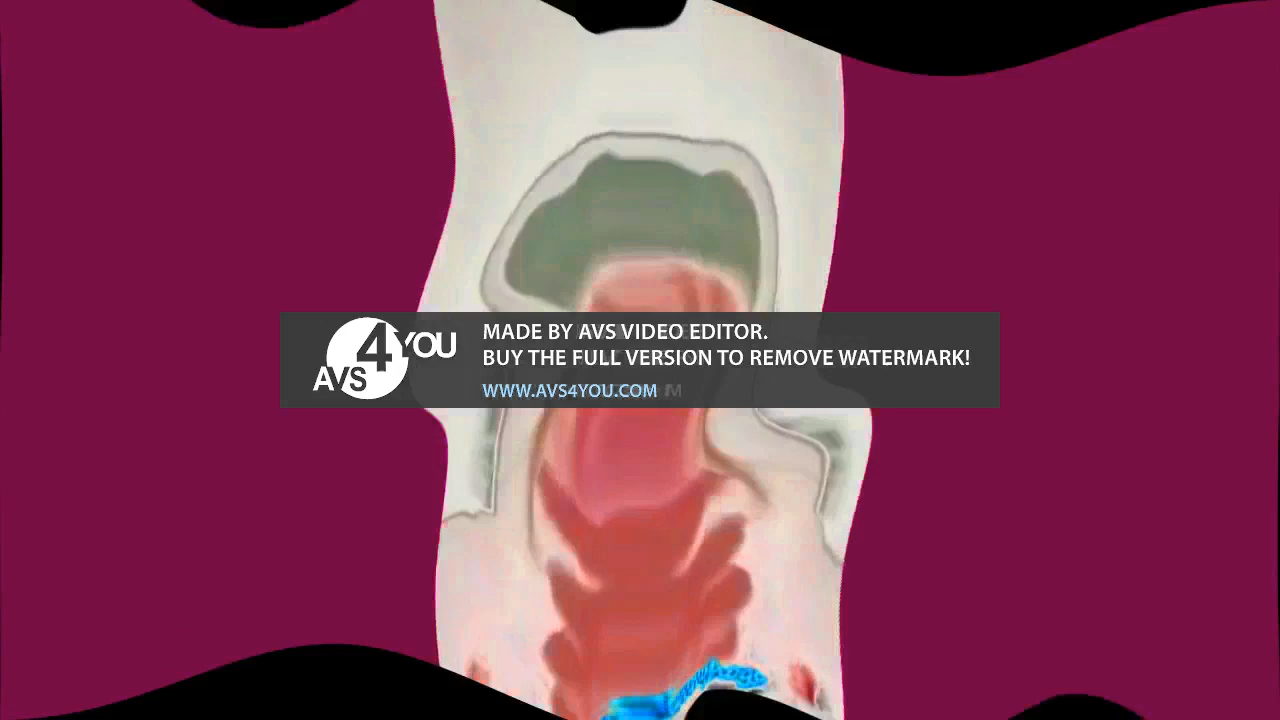 AVS4YOU
MADE BY AVS VIDEO EDITOR.
BUY THE FULL VERSION TO REMOVE WATERMARK!
WWW.AVS4YOU.COM